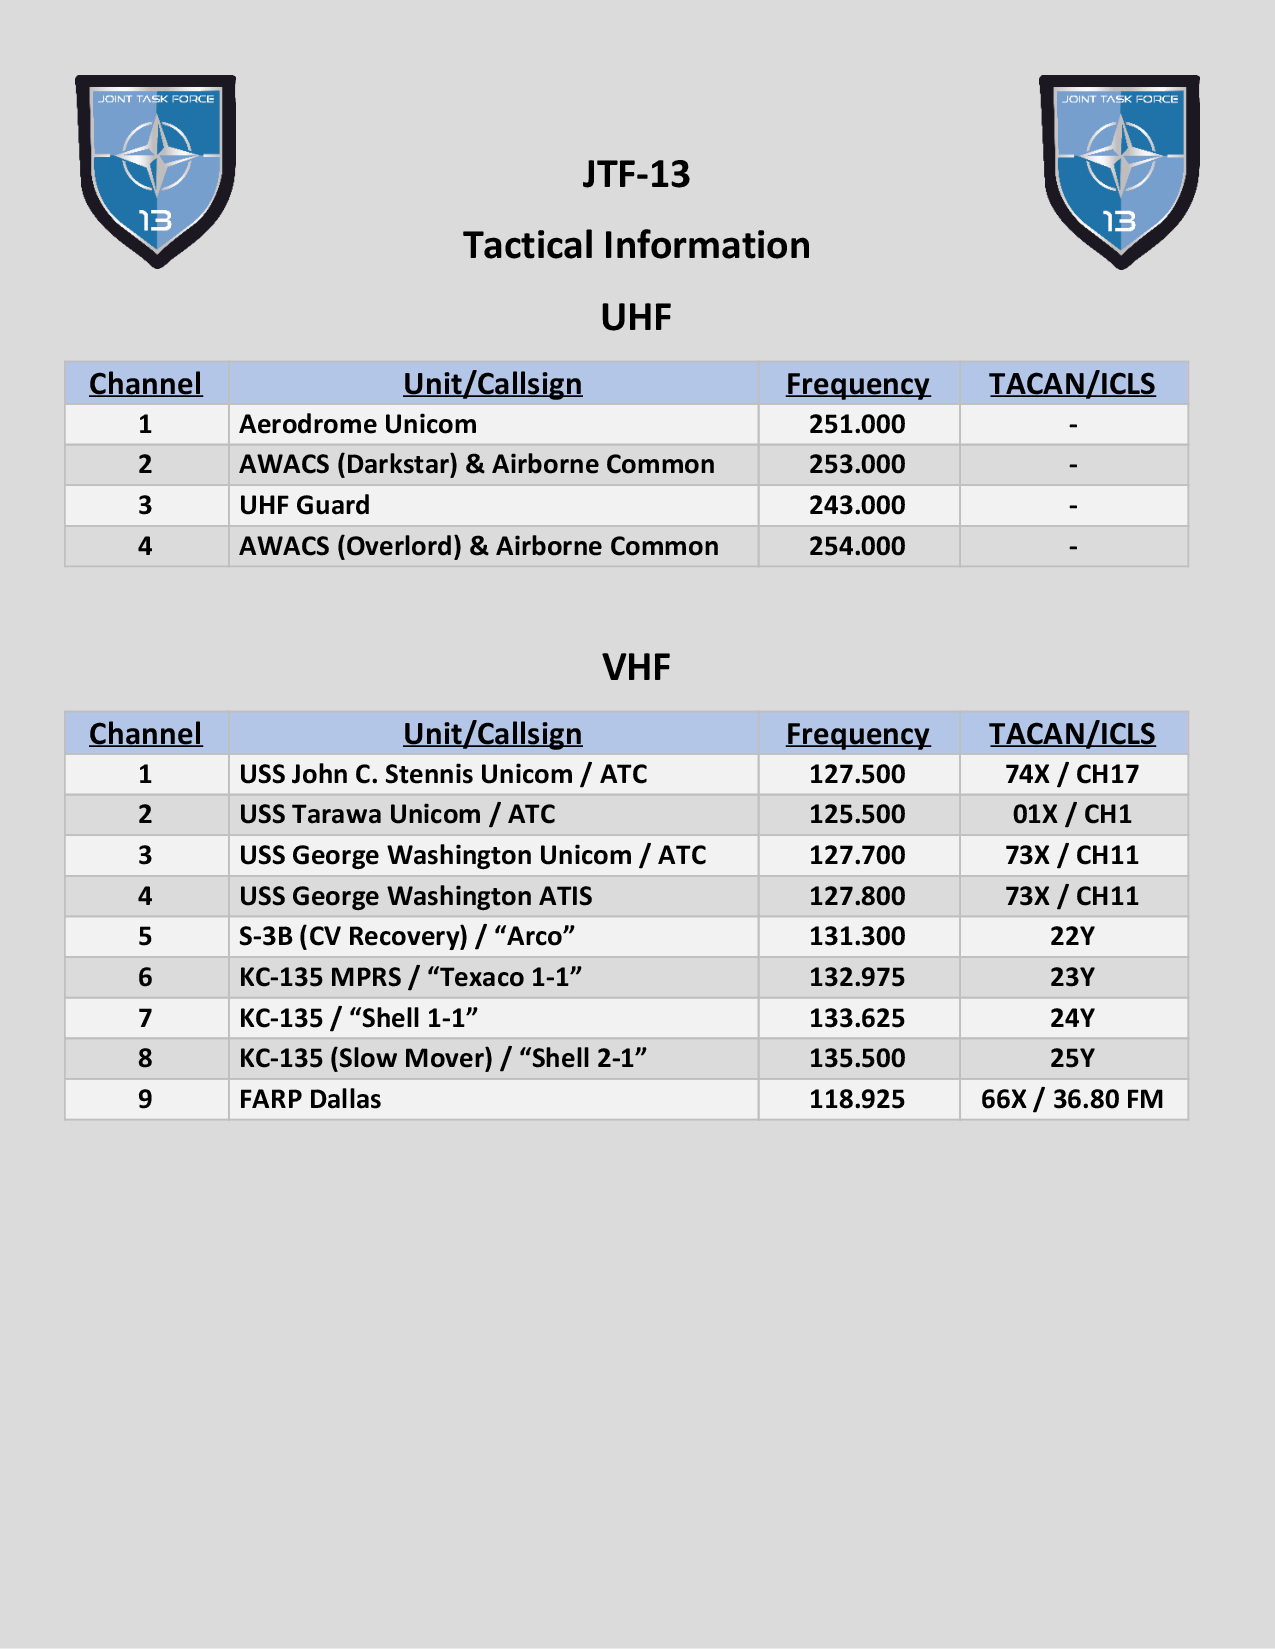 JOINT TASK FORCE
13
JOINT TASK FORCE
13
JTF-13
Tactical Information
UHF
Channel Unit/Callsign Frequency TACAN/ICLS
1 Aerodrome Unicom 251.000 -
2 AWACS (Darkstar) & Airborne Common 253.000 -
3 UHF Guard 243.000 -
4 AWACS (Overlord) & Airborne Common 254.000 -
VHF
Channel Unit/Callsign Frequency TACAN/ICLS
1 USS John C. Stennis Unicom / ATC 127.500 74X / CH17
2 USS Tarawa Unicom / ATC 125.500 01X / CH1
3 USS George Washington Unicom / ATC 127.700 73X / CH11
4 USS George Washington ATIS 127.800 73X / CH11
5 S-3B (CV Recovery) / “Arco” 131.300 22Y
6 KC-135 MPRS / “Texaco 1-1” 132.975 23Y
7 KC-135 / “Shell 1-1” 133.625 24Y
8 KC-135 (Slow Mover) / “Shell 2-1” 135.500 25Y
9 FARP Dallas 118.925 66X / 36.80 FM